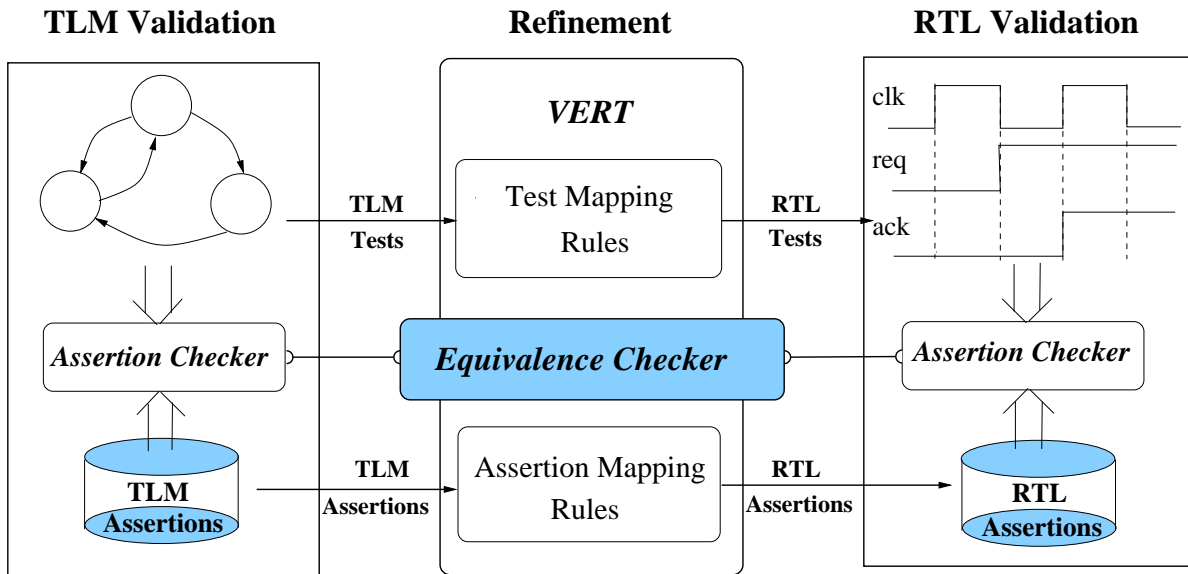 TLM Validation
Refinement
RTL Validation
VERT
clk
req
ack
TLM
Tests
Test Mapping
Rules
RTL
Tests
Assertion Checker
Equivalence Checker
Assertion Checker
TLM
Assertions
TLM
Assertions
Assertion Mapping
Rules
RTL
Assertions
RTL
Assertions